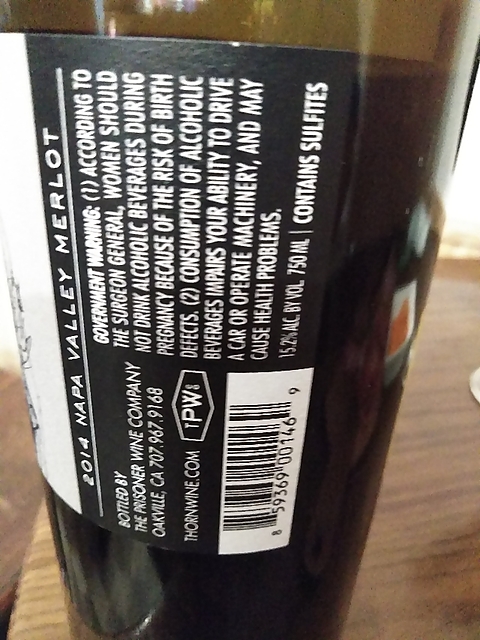 2014 NAPA VALLEY MERLOT
GOVERNMENT WARNING: (1) ACCORDING TO
THE SURGEON GENERAL, WOMEN SHOULD
NOT DRINK ALCOHOLIC BEVERAGES DURING
PREGNANCY BECAUSE OF THE RISK OF BIRTH
DEFECTS. (2) CONSUMPTION OF ALCOHOLIC
BEVERAGES IMPAIRS YOUR ABILITY TO DRIVE
A CAR OR OPERATE MACHINERY, AND MAY
CAUSE HEALTH PROBLEMS.
15.2% ALC. BY VOL. 750 ML | CONTAINS SULFITES
BOTTLED BY
THE PRISONER WINE COMPANY
OAKVILLE, CA 707.967.9168
THORNWINE.COM
TPWC
8 59369 00146 9